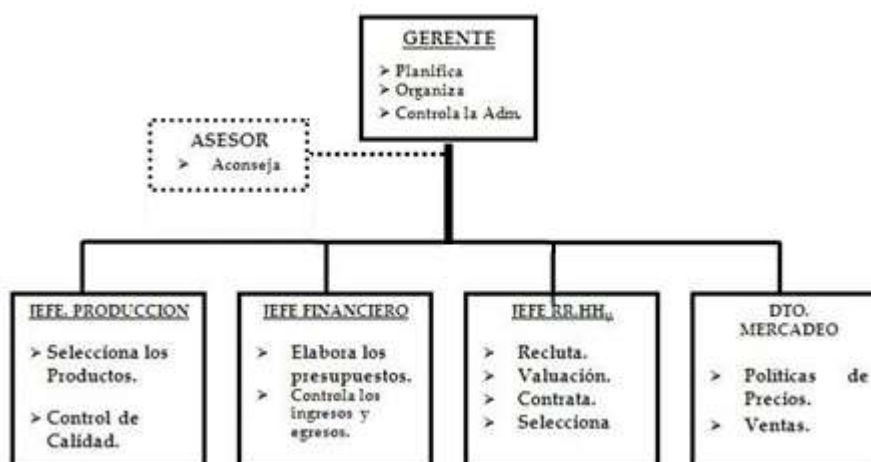 GERENTE
➢ Planifica
➢ Organiza
➢ Controla la Adm.
ASESOR
➢ Aconseja
JEFE. PRODUCCION
➢ Selecciona los
Productos.
➢ Control de
Calidad.
JEFE FINANCIERO
➢ Elabora los
presupuestos.
➢ Controla los
ingresos y
egresos.
JEFE RR.HH.
➢ Recluta.
➢ Valuación.
➢ Contrata.
➢ Selecciona
DTO.
MERCADEO
➢ Políticas de
Precios.
➢ Ventas.